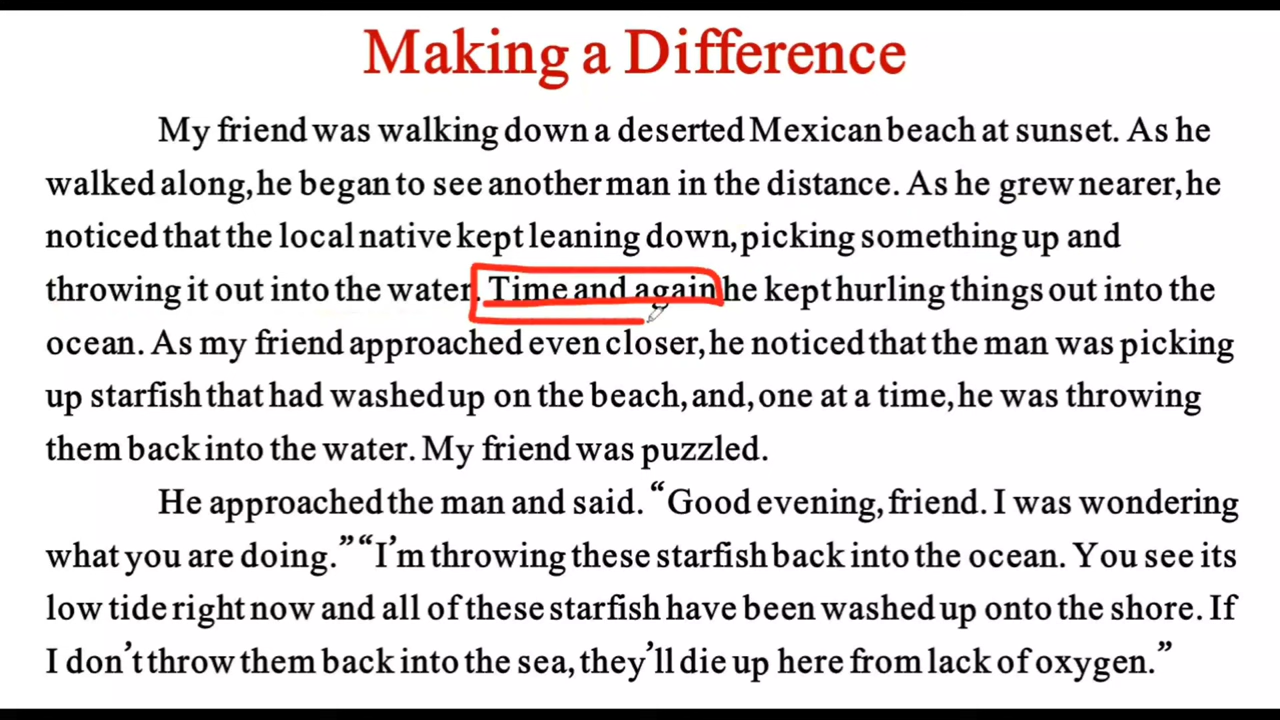 Making a Difference
My friend was walking down a deserted Mexican beach at sunset. As he
walked along, he began to see another man in the distance. As he grew nearer, he
noticed that the local native kept leaning down, picking something up and
throwing it out into the water. Time and again he kept hurling things out into the
ocean. As my friend approached even closer, he noticed that the man was picking
up starfish that had washed up on the beach, and, one at a time, he was throwing
them back into the water. My friend was puzzled.
He approached the man and said. “Good evening, friend. I was wondering
what you are doing.” “I’m throwing these starfish back into the ocean. You see its
low tide right now and all of these starfish have been washed up onto the shore. If
I don’t throw them back into the sea, they’ll die up here from lack of oxygen.”